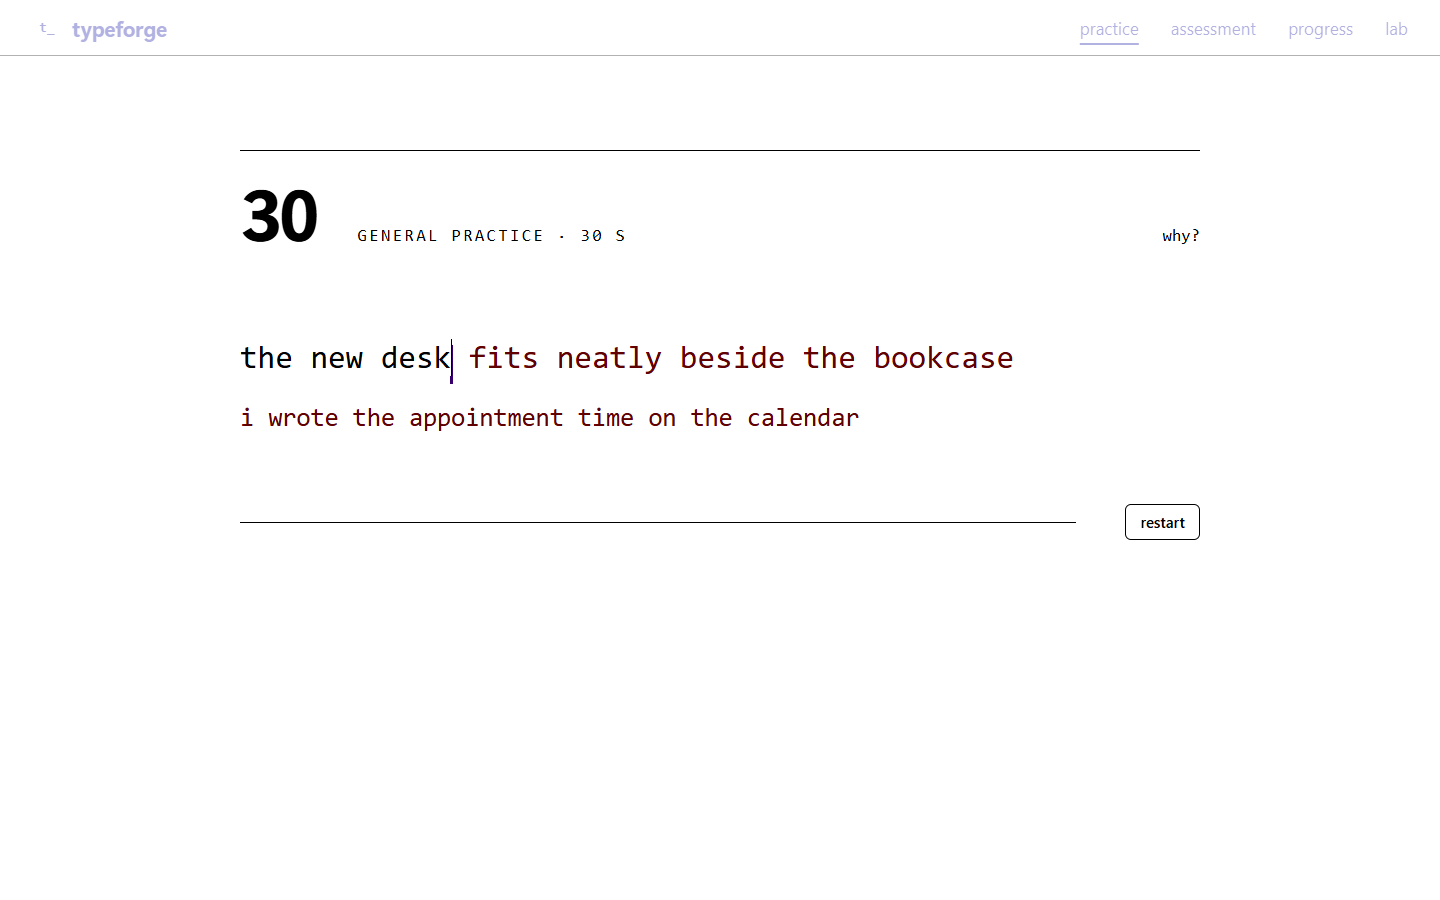 t_ typeforge practice assessment progress lab
30 GENERAL PRACTICE · 30 S why?
the new desk fits neatly beside the bookcase
i wrote the appointment time on the calendar
restart